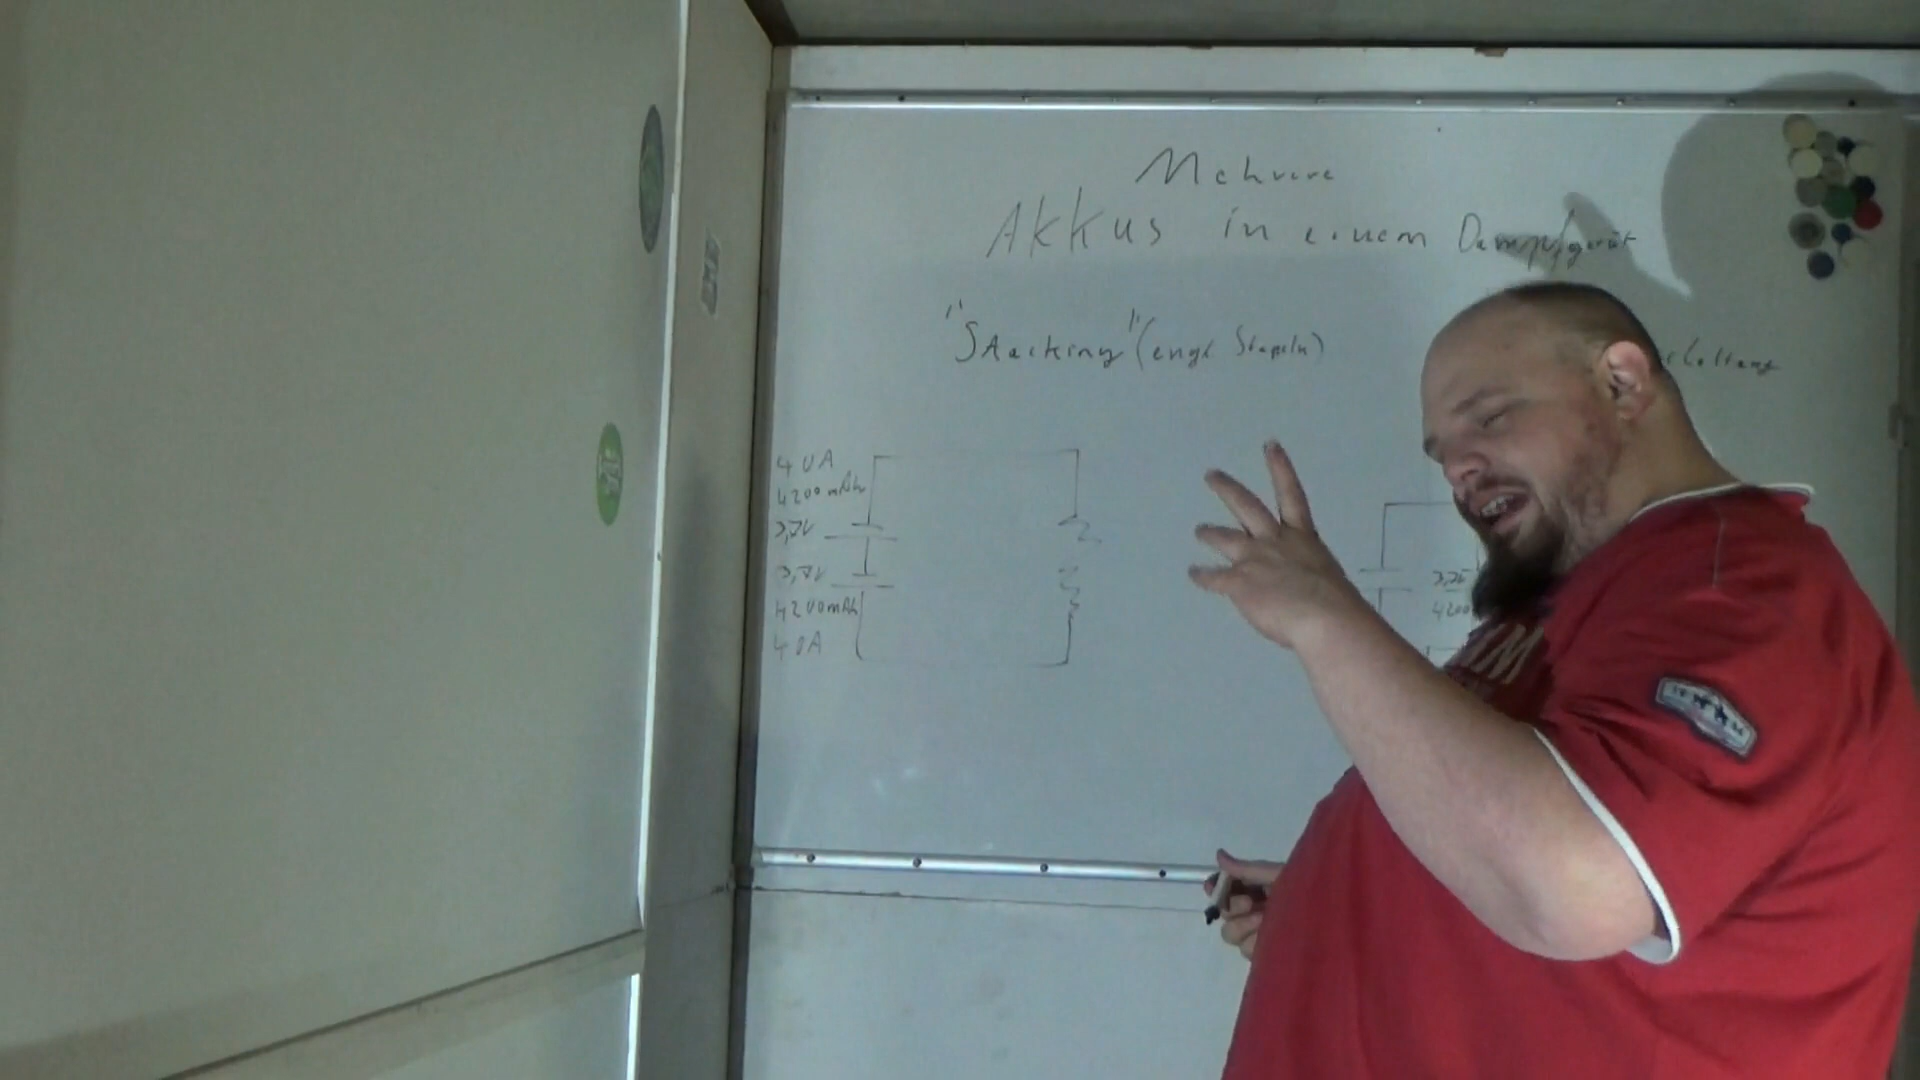 Mehrere
Akkus in einem Dampfgerät
"Stacking" (engl. Stapeln)
40A
4200mAh
3,7V
3,7V
4200mAh
40A
3,7V
4200